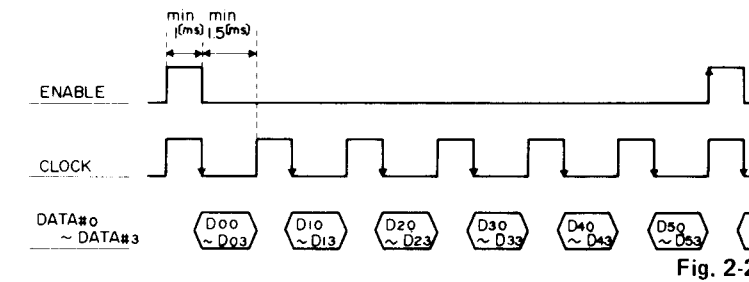 min min
1(ms) 1.5(ms)
ENABLE
CLOCK
DATA#0
~ DATA#3
D00 D10 D20 D30 D40 D50
~ D03 ~ D13 ~ D23 ~ D33 ~ D43 ~ D53
Fig. 2-2